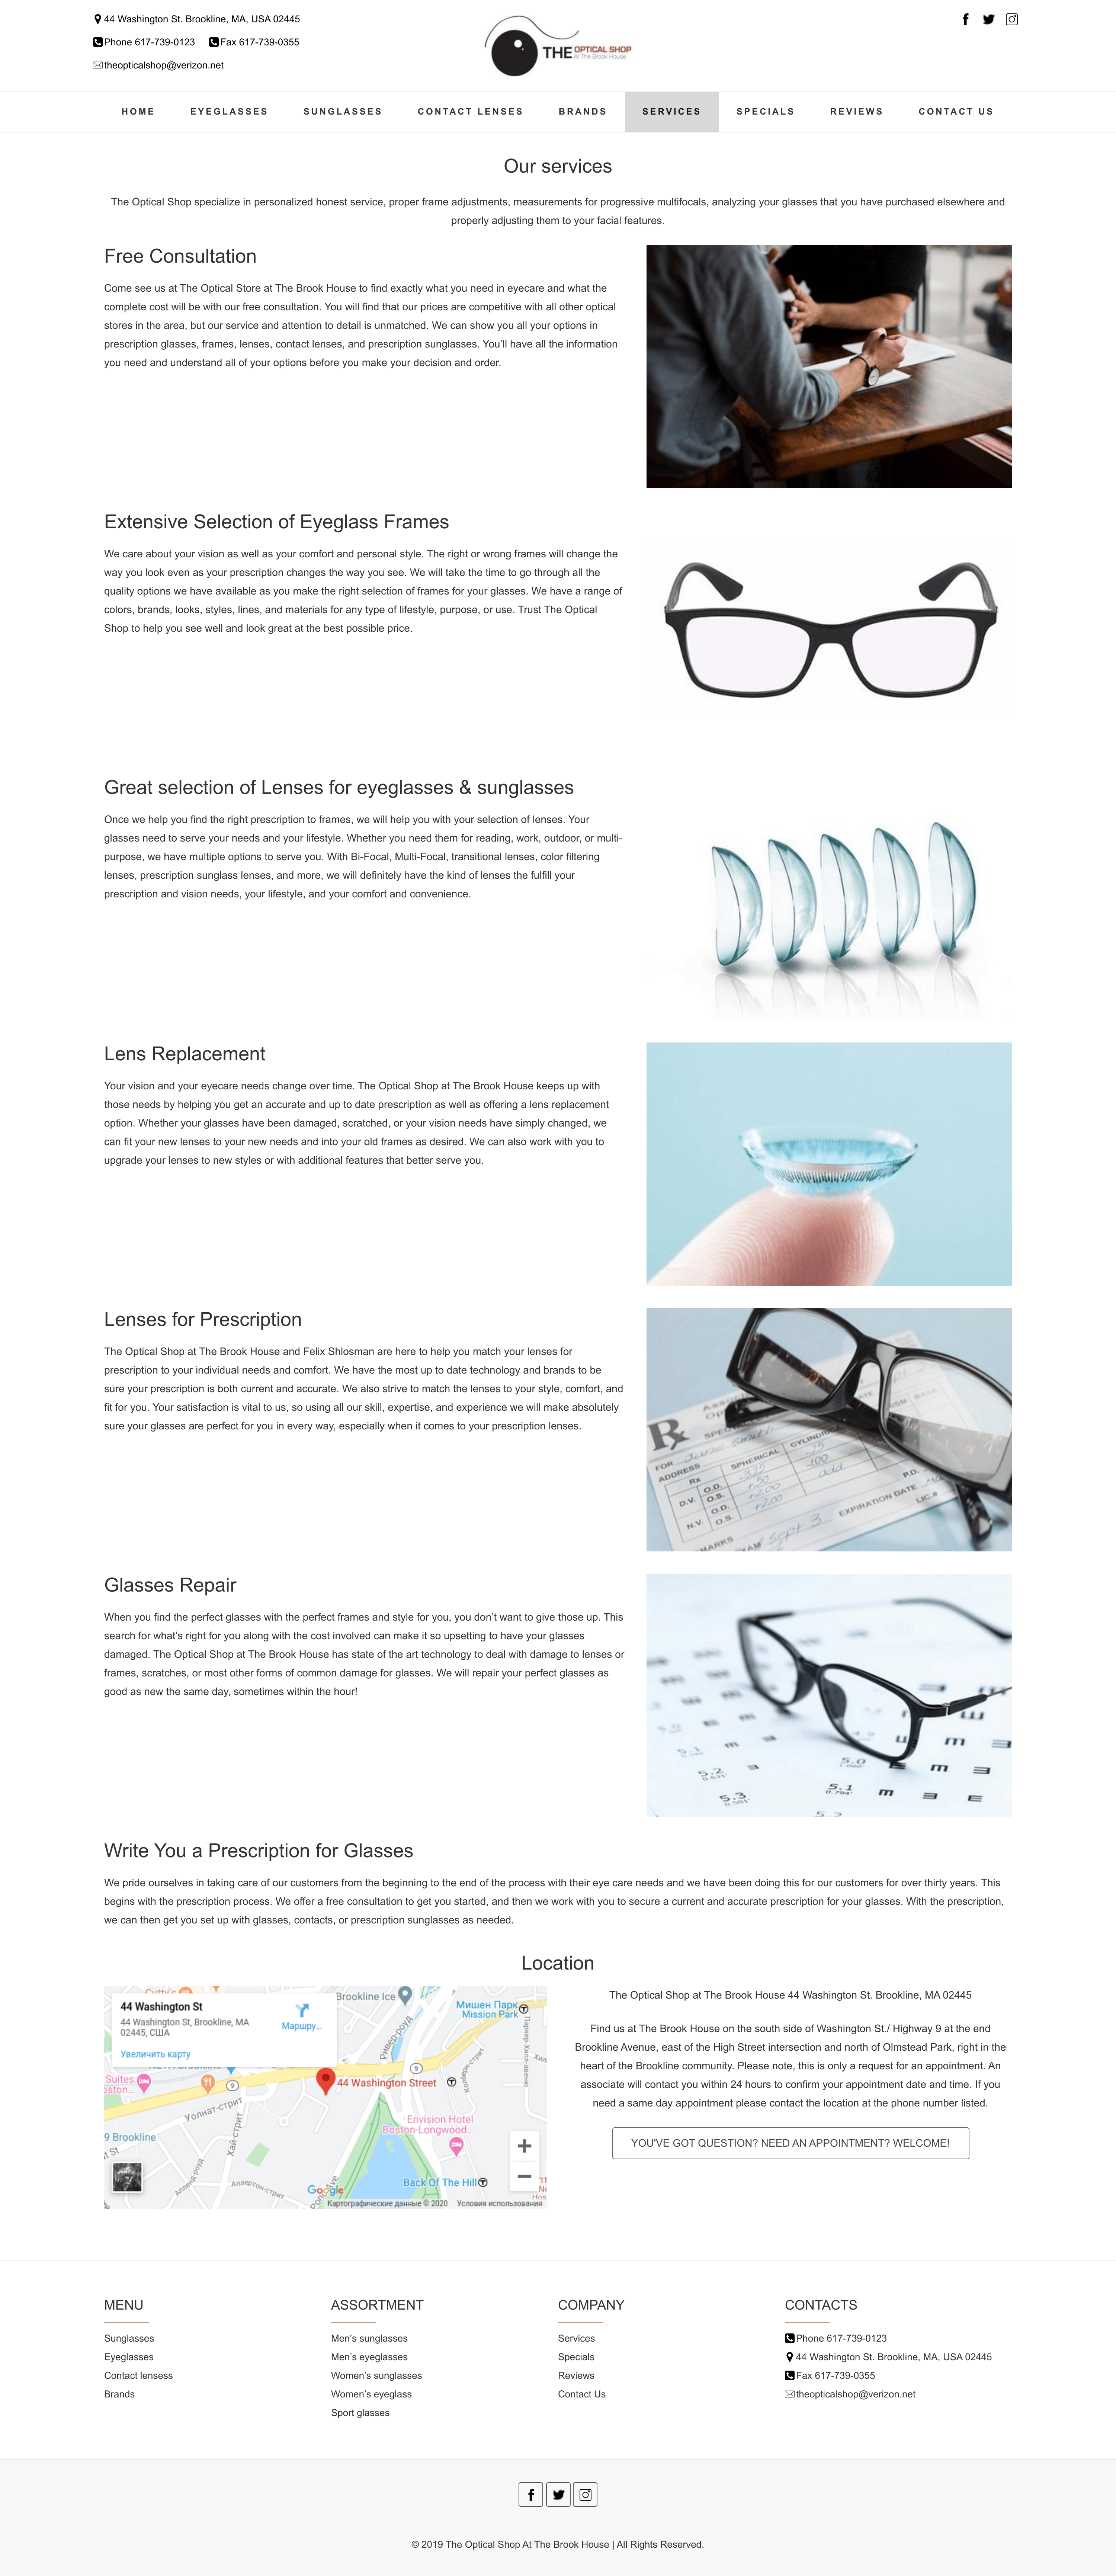 44 Washington St. Brookline, MA, USA 02445
Phone 617-739-0123 Fax 617-739-0355
theopticalshop@verizon.net
THE OPTICAL SHOP
At The Brook House
HOME EYEGLASSES SUNGLASSES CONTACT LENSES BRANDS SERVICES SPECIALS REVIEWS CONTACT US
Our services
The Optical Shop specialize in personalized honest service, proper frame adjustments, measurements for progressive multifocals, analyzing your glasses that you have purchased elsewhere and
properly adjusting them to your facial features.
Free Consultation
Come see us at The Optical Store at The Brook House to find exactly what you need in eyecare and what the
complete cost will be with our free consultation. You will find that our prices are competitive with all other optical
stores in the area, but our service and attention to detail is unmatched. We can show you all your options in
prescription glasses, frames, lenses, contact lenses, and prescription sunglasses. You'll have all the information
you need and understand all of your options before you make your decision and order.
Extensive Selection of Eyeglass Frames
We care about your vision as well as your comfort and personal style. The right or wrong frames will change the
way you look even as your prescription changes the way you see. We will take the time to go through all the
quality options we have available as you make the right selection of frames for your glasses. We have a range of
colors, brands, looks, styles, lines, and materials for any type of lifestyle, purpose, or use. Trust The Optical
Shop to help you see well and look great at the best possible price.
Great selection of Lenses for eyeglasses & sunglasses
Once we help you find the right prescription to frames, we will help you with your selection of lenses. Your
glasses need to serve your needs and your lifestyle. Whether you need them for reading, work, outdoor, or multi-
purpose, we have multiple options to serve you. With Bi-Focal, Multi-Focal, transitional lenses, color filtering
lenses, prescription sunglass lenses, and more, we will definitely have the kind of lenses the fulfill your
prescription and vision needs, your lifestyle, and your comfort and convenience.
Lens Replacement
Your vision and your eyecare needs change over time. The Optical Shop at The Brook House keeps up with
those needs by helping you get an accurate and up to date prescription as well as offering a lens replacement
option. Whether your glasses have been damaged, scratched, or your vision needs have simply changed, we
can fit your new lenses to your new needs and into your old frames as desired. We can also work with you to
upgrade your lenses to new styles or with additional features that better serve you.
Lenses for Prescription
The Optical Shop at The Brook House and Felix Shlosman are here to help you match your lenses for
prescription to your individual needs and comfort. We have the most up to date technology and brands to be
sure your prescription is both current and accurate. We also strive to match the lenses to your style, comfort, and
fit for you. Your satisfaction is vital to us, so using all our skill, expertise, and experience we will make absolutely
sure your glasses are perfect for you in every way, especially when it comes to your prescription lenses.
Rx
FOR
ADDRESS
Rx SPHERICAL CYLINDRICAL
D.V. O.D.
O.S.
N.V. O.D.
O.S.
add
P.D.
EXPIRATION DATE LIC.#
Sept 3
Glasses Repair
When you find the perfect glasses with the perfect frames and style for you, you don't want to give those up. This
search for what's right for you along with the cost involved can make it so upsetting to have your glasses
damaged. The Optical Shop at The Brook House has state of the art technology to deal with damage to lenses or
frames, scratches, or most other forms of common damage for glasses. We will repair your perfect glasses as
good as new the same day, sometimes within the hour!
5.0
5.1
5.2
5.3
Write You a Prescription for Glasses
We pride ourselves in taking care of our customers from the beginning to the end of the process with their eye care needs and we have been doing this for our customers for over thirty years. This
begins with the prescription process. We offer a free consultation to get you started, and then we work with you to secure a current and accurate prescription for your glasses. With the prescription,
we can then get you set up with glasses, contacts, or prescription sunglasses as needed.
Location
44 Washington St
44 Washington St, Brookline, MA
02445, США
Маршру...
Увеличить карту
Brookline Ice
Мишен Парк
Mission Park
Ривер-роуд
9
44 Washington Street
Уолнат-стрит
Хай-стрит
Envision Hotel
Boston-Longwood...
9 Brookline
Аллертон-стрит
Back Of The Hill
Google
Картографические данные © 2020 Условия использования
The Optical Shop at The Brook House 44 Washington St. Brookline, MA 02445
Find us at The Brook House on the south side of Washington St./ Highway 9 at the end
Brookline Avenue, east of the High Street intersection and north of Olmstead Perfection, right in the
heart of the Brookline community. Please note, this is only a request for an appointment. An
associate will contact you within 24 hours to confirm your appointment date and time. If you
need a same day appointment please contact the location at the phone number listed.
YOU'VE GOT QUESTION? NEED AN APPOINTMENT? WELCOME!
MENU
Sunglasses
Eyeglasses
Contact lensess
Brands
ASSORTMENT
Men's sunglasses
Men's eyeglasses
Women's sunglasses
Women's eyeglass
Sport glasses
COMPANY
Services
Specials
Reviews
Contact Us
CONTACTS
Phone 617-739-0123
44 Washington St. Brookline, MA, USA 02445
Fax 617-739-0355
theopticalshop@verizon.net
© 2019 The Optical Shop At The Brook House | All Rights Reserved.